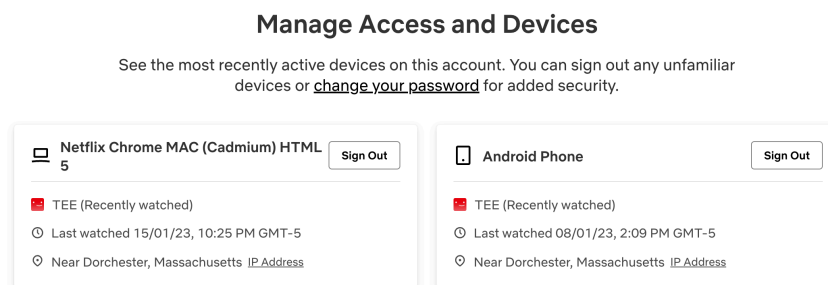 Manage Access and Devices
See the most recently active devices on this account. You can sign out any unfamiliar
devices or change your password for added security.
Netflix Chrome MAC (Cadmium) HTML
5
Sign Out
TEE (Recently watched)
Last watched 15/01/23, 10:25 PM GMT-5
Near Dorchester, Massachusetts IP Address
Android Phone
Sign Out
TEE (Recently watched)
Last watched 08/01/23, 2:09 PM GMT-5
Near Dorchester, Massachusetts IP Address